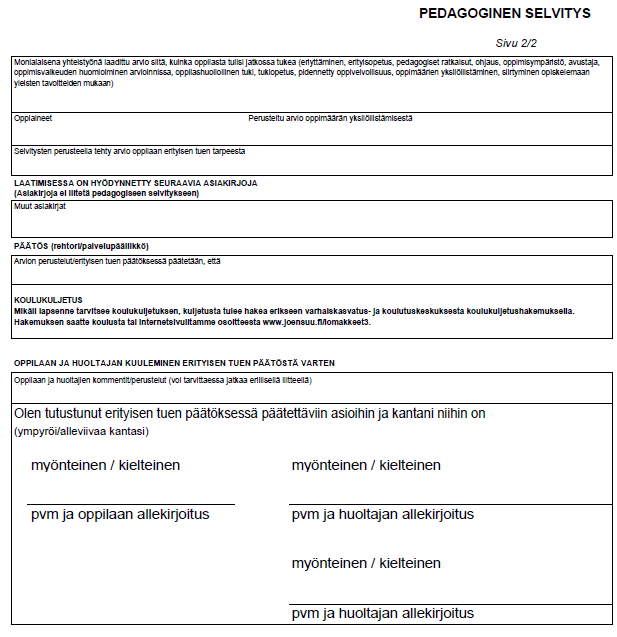 PEDAGOGINEN SELVITYS
Sivu 2/2
Monialaisena yhteistyönä laadittu arvio siitä, kuinka oppilasta tulisi jatkossa tukea (eriyttäminen, erityisopetus, pedagogiset ratkaisut, ohjaus, oppimisympäristö, avustaja,
oppimisvaikeuden huomioiminen arvioinnissa, oppilashuollollinen tuki, tukiopetus, pidennetty oppivelvollisuus, oppimäärien yksilöllistäminen, siirtyminen opiskelemaan
yleisten tavoitteiden mukaan)
Oppiaineet Perusteltu arvio oppimäärän yksilöllistämisestä
Selvitysten perusteella tehty arvio oppilaan erityisen tuen tarpeesta
LAATIMISESSA ON HYÖDYNNETTY SEURAAVIA ASIAKIRJOJA
(Asiakirjoja ei liitetä pedagogiseen selvitykseen)
Muut asiakirjat
PÄÄTÖS (rehtori/palvelupäällikkö)
Arvion perustelut/erityisen tuen päätöksessä päätetään, että
KOULUKULJETUS
Mikäli lapsenne tarvitsee koulukuljetuksen, kuljetusta tulee hakea erikseen varhaiskasvatus- ja koulutuskeskuksesta koulukuljetushakemuksella.
Hakemuksen saatte koulusta tai Internetsivuiltamme osoitteesta www.joensuu.fi/lomakkeet3.
OPPILAAN JA HUOLTAJAN KUULEMINEN ERITYISEN TUEN PÄÄTÖSTÄ VARTEN
Oppilaan ja huoltajien kommentit/perustelut (voi tarvittaessa jatkaa erillisellä liitteellä)
Olen tutustunut erityisen tuen päätöksessä päätettäviin asioihin ja kantani niihin on
(ympyröi/alleviivaa kantasi)
myönteinen / kielteinen myönteinen / kielteinen
pvm ja oppilaan allekirjoitus pvm ja huoltajan allekirjoitus
myönteinen / kielteinen
pvm ja huoltajan allekirjoitus